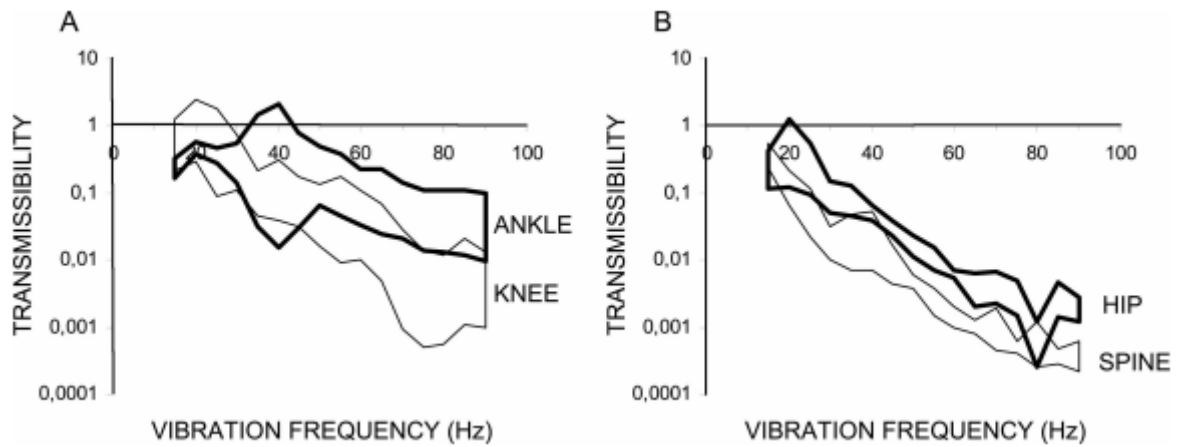 A
TRANSMISSIBILITY
10
1
0,1
0,01
0,001
0,0001
0 20 40 60 80 100
ANKLE
KNEE
VIBRATION FREQUENCY (Hz)
B
TRANSMISSIBILITY
10
1
0,1
0,01
0,001
0,0001
0 20 40 60 80 100
HIP
SPINE
VIBRATION FREQUENCY (Hz)